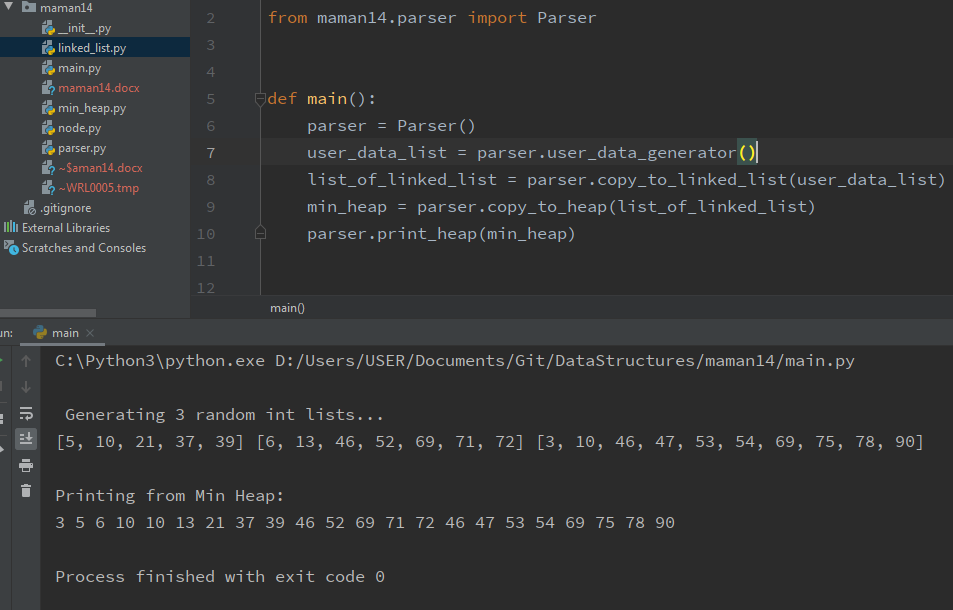 maman14
__init__.py
linked_list.py
main.py
maman14.docx
min_heap.py
node.py
parser.py
~$aman14.docx
~WRL0005.tmp
.gitignore
External Libraries
Scratches and Consoles
2 from maman14.parser import Parser
3
4
5 def main():
6 parser = Parser()
7 user_data_list = parser.user_data_generator()
8 list_of_linked_list = parser.copy_to_linked_list(user_data_list)
9 min_heap = parser.copy_to_heap(list_of_linked_list)
10 parser.print_heap(min_heap)
11
12
main()
un: main
C:\Python3\python.exe D:/Users/USER/Documents/Git/DataStructures/maman14/main.py
Generating 3 random int lists...
[5, 10, 21, 37, 39] [6, 13, 46, 52, 69, 71, 72] [3, 10, 46, 47, 53, 54, 69, 75, 78, 90]
Printing from Min Heap:
3 5 6 10 10 13 21 37 39 46 52 69 71 72 46 47 53 54 69 75 78 90
Process finished with exit code 0